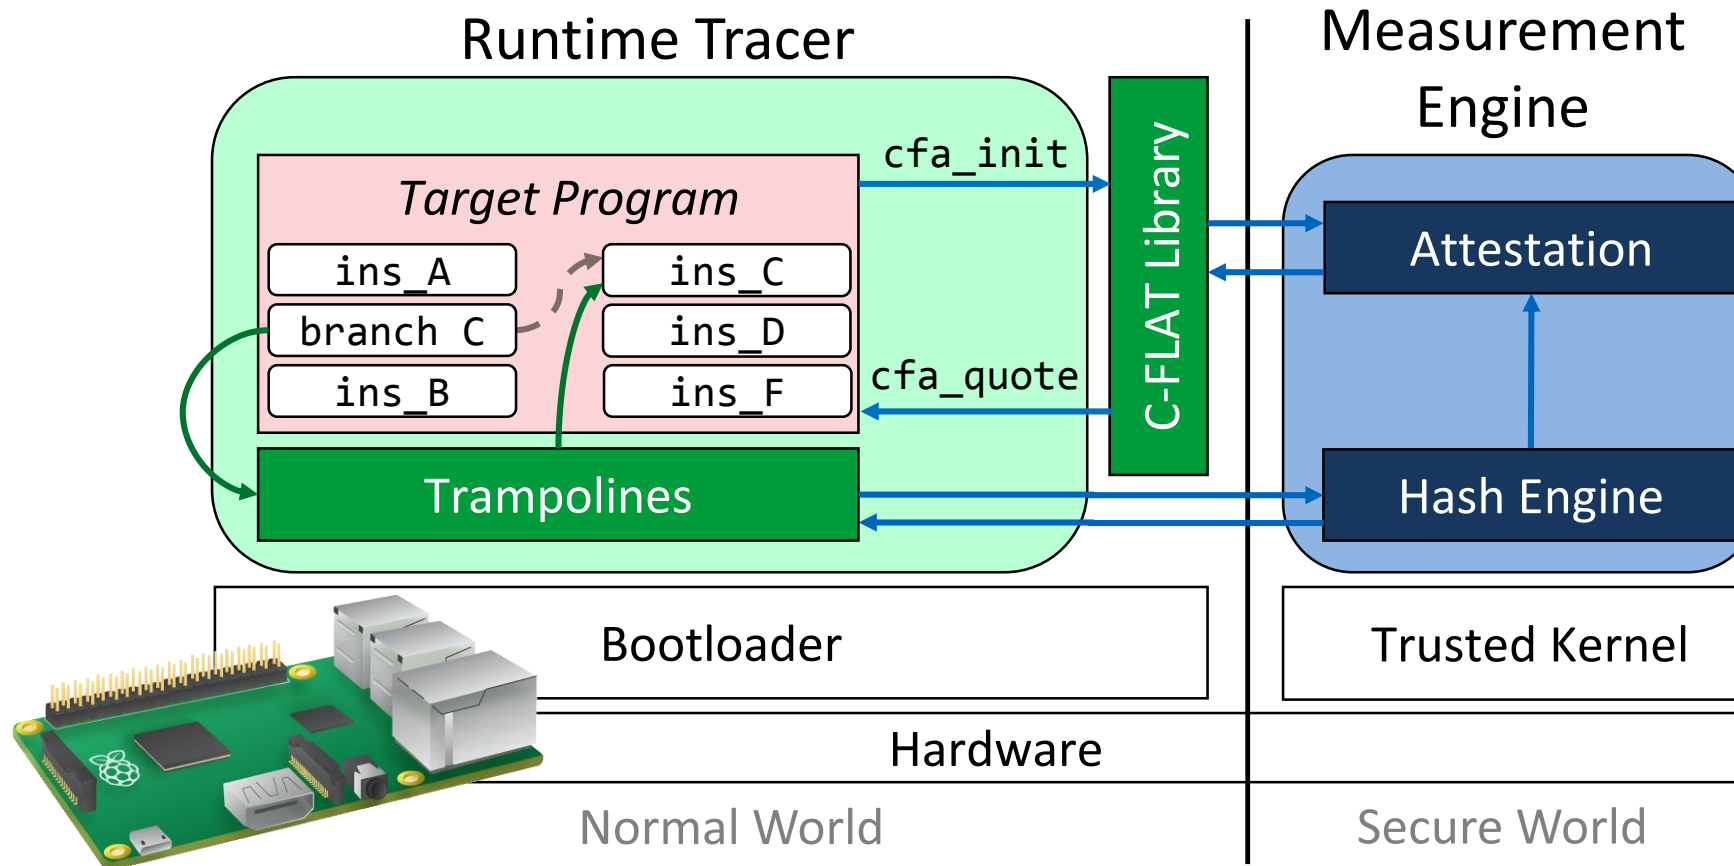 Runtime Tracer
Measurement
Engine
cfa_init
Target Program
ins_A
ins_C
branch C
ins_D
ins_B
ins_F
cfa_quote
C-FLAT Library
Attestation
Trampolines
Hash Engine
Bootloader
Trusted Kernel
Hardware
Normal World
Secure World